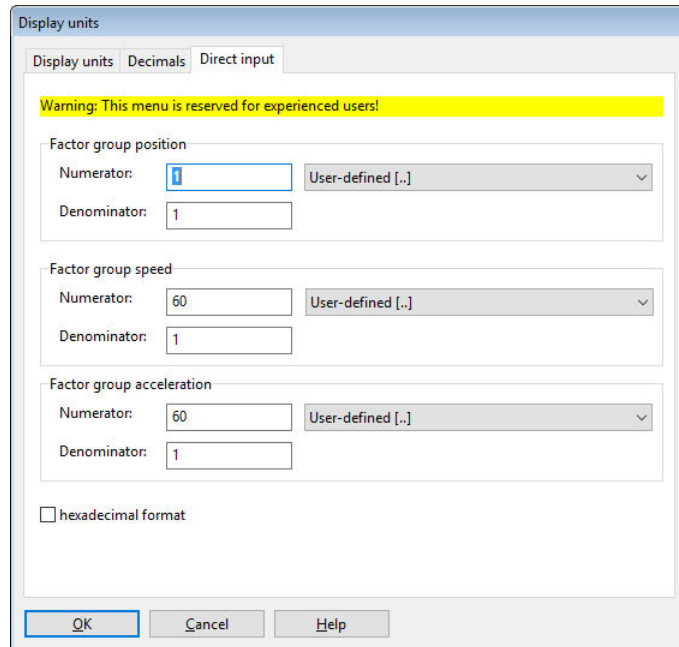 Display units
Display units Decimals Direct input
Warning: This menu is reserved for experienced users!
Factor group position
Numerator: 1 User-defined [..]
Denominator: 1
Factor group speed
Numerator: 60 User-defined [..]
Denominator: 1
Factor group acceleration
Numerator: 60 User-defined [..]
Denominator: 1
hexadecimal format
OK Cancel Help